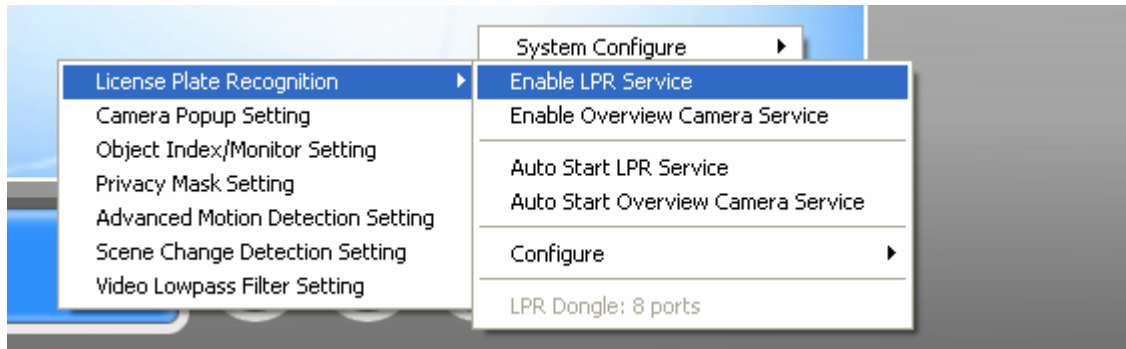 System Configure
License Plate Recognition
Camera Popup Setting
Object Index/Monitor Setting
Privacy Mask Setting
Advanced Motion Detection Setting
Scene Change Detection Setting
Video Lowpass Filter Setting
Enable LPR Service
Enable Overview Camera Service
Auto Start LPR Service
Auto Start Overview Camera Service
Configure
LPR Dongle: 8 ports